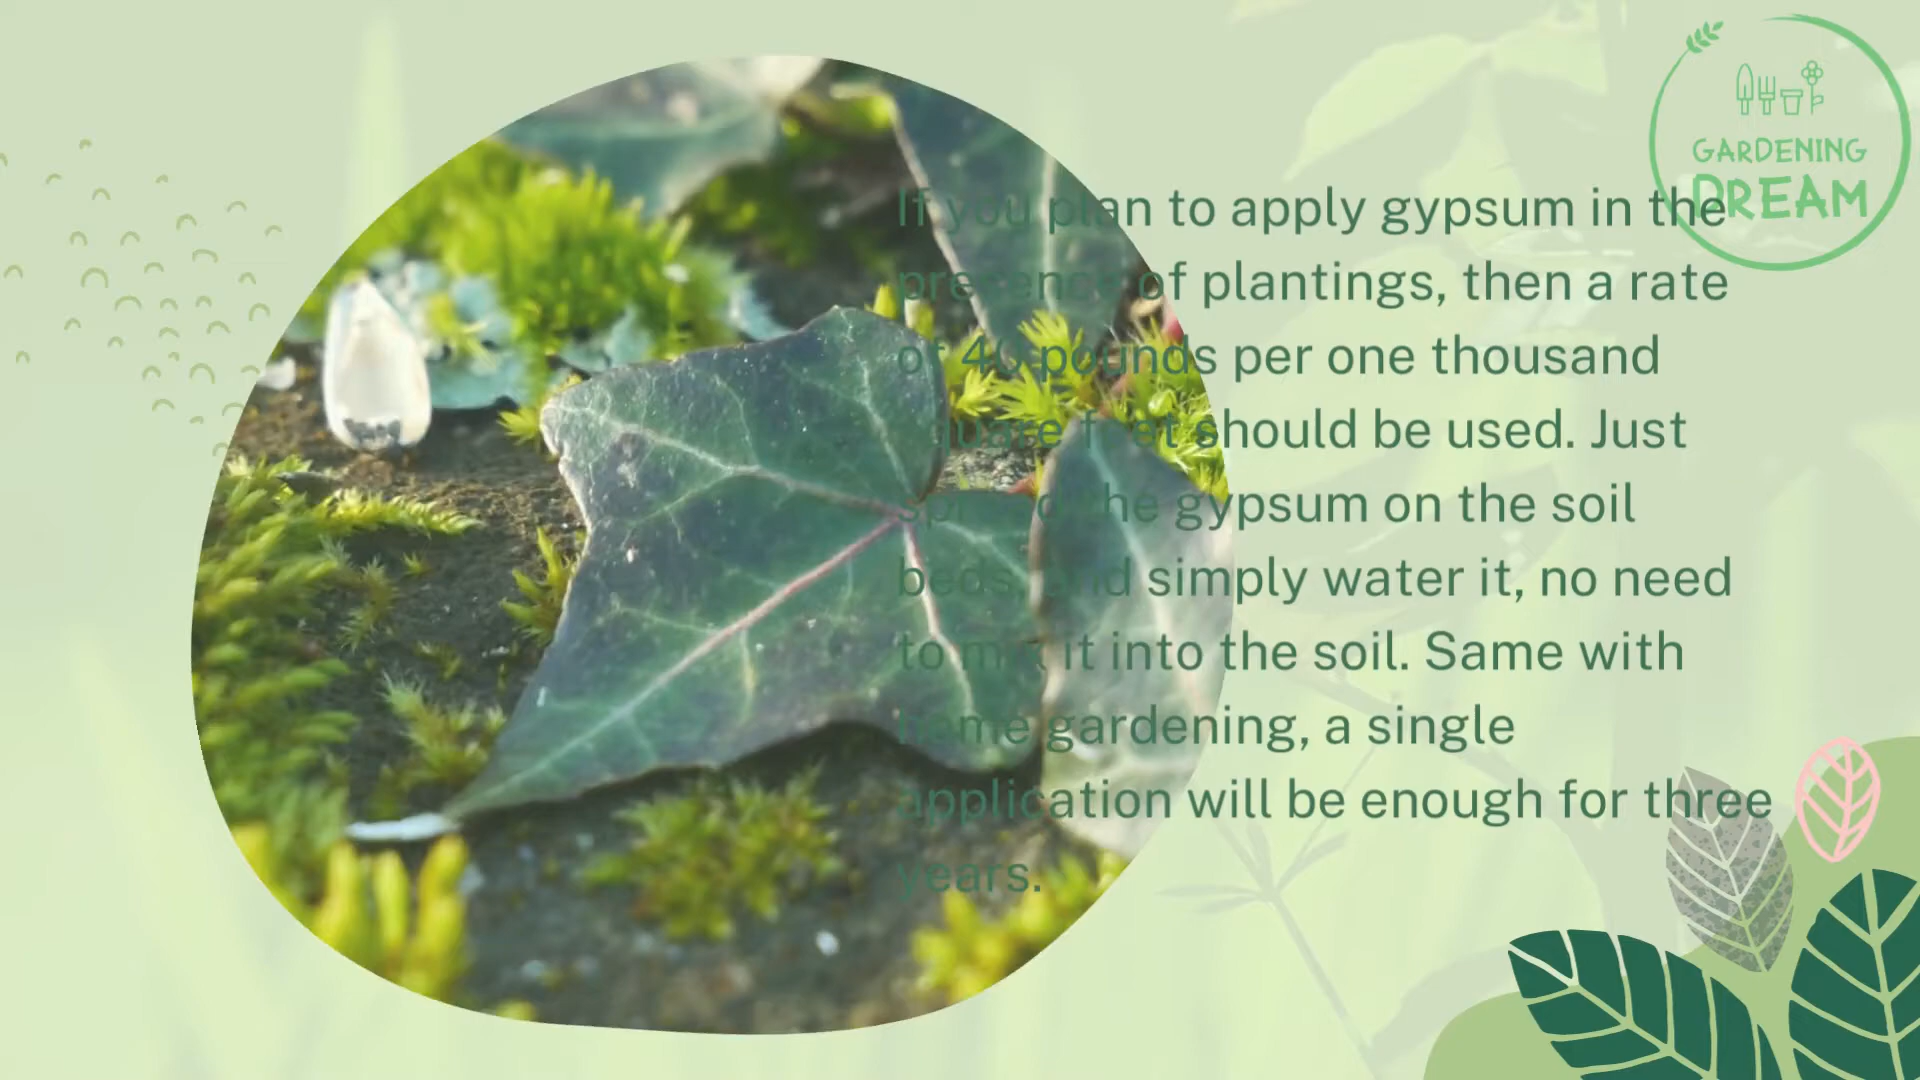 GARDENING
DREAM
If you plan to apply gypsum in the
presence of plantings, then a rate
of 40 pounds per one thousand
square feet should be used. Just
spread the gypsum on the soil
beds, and simply water it, no need
to mix it into the soil. Same with
home gardening, a single
application will be enough for three
years.